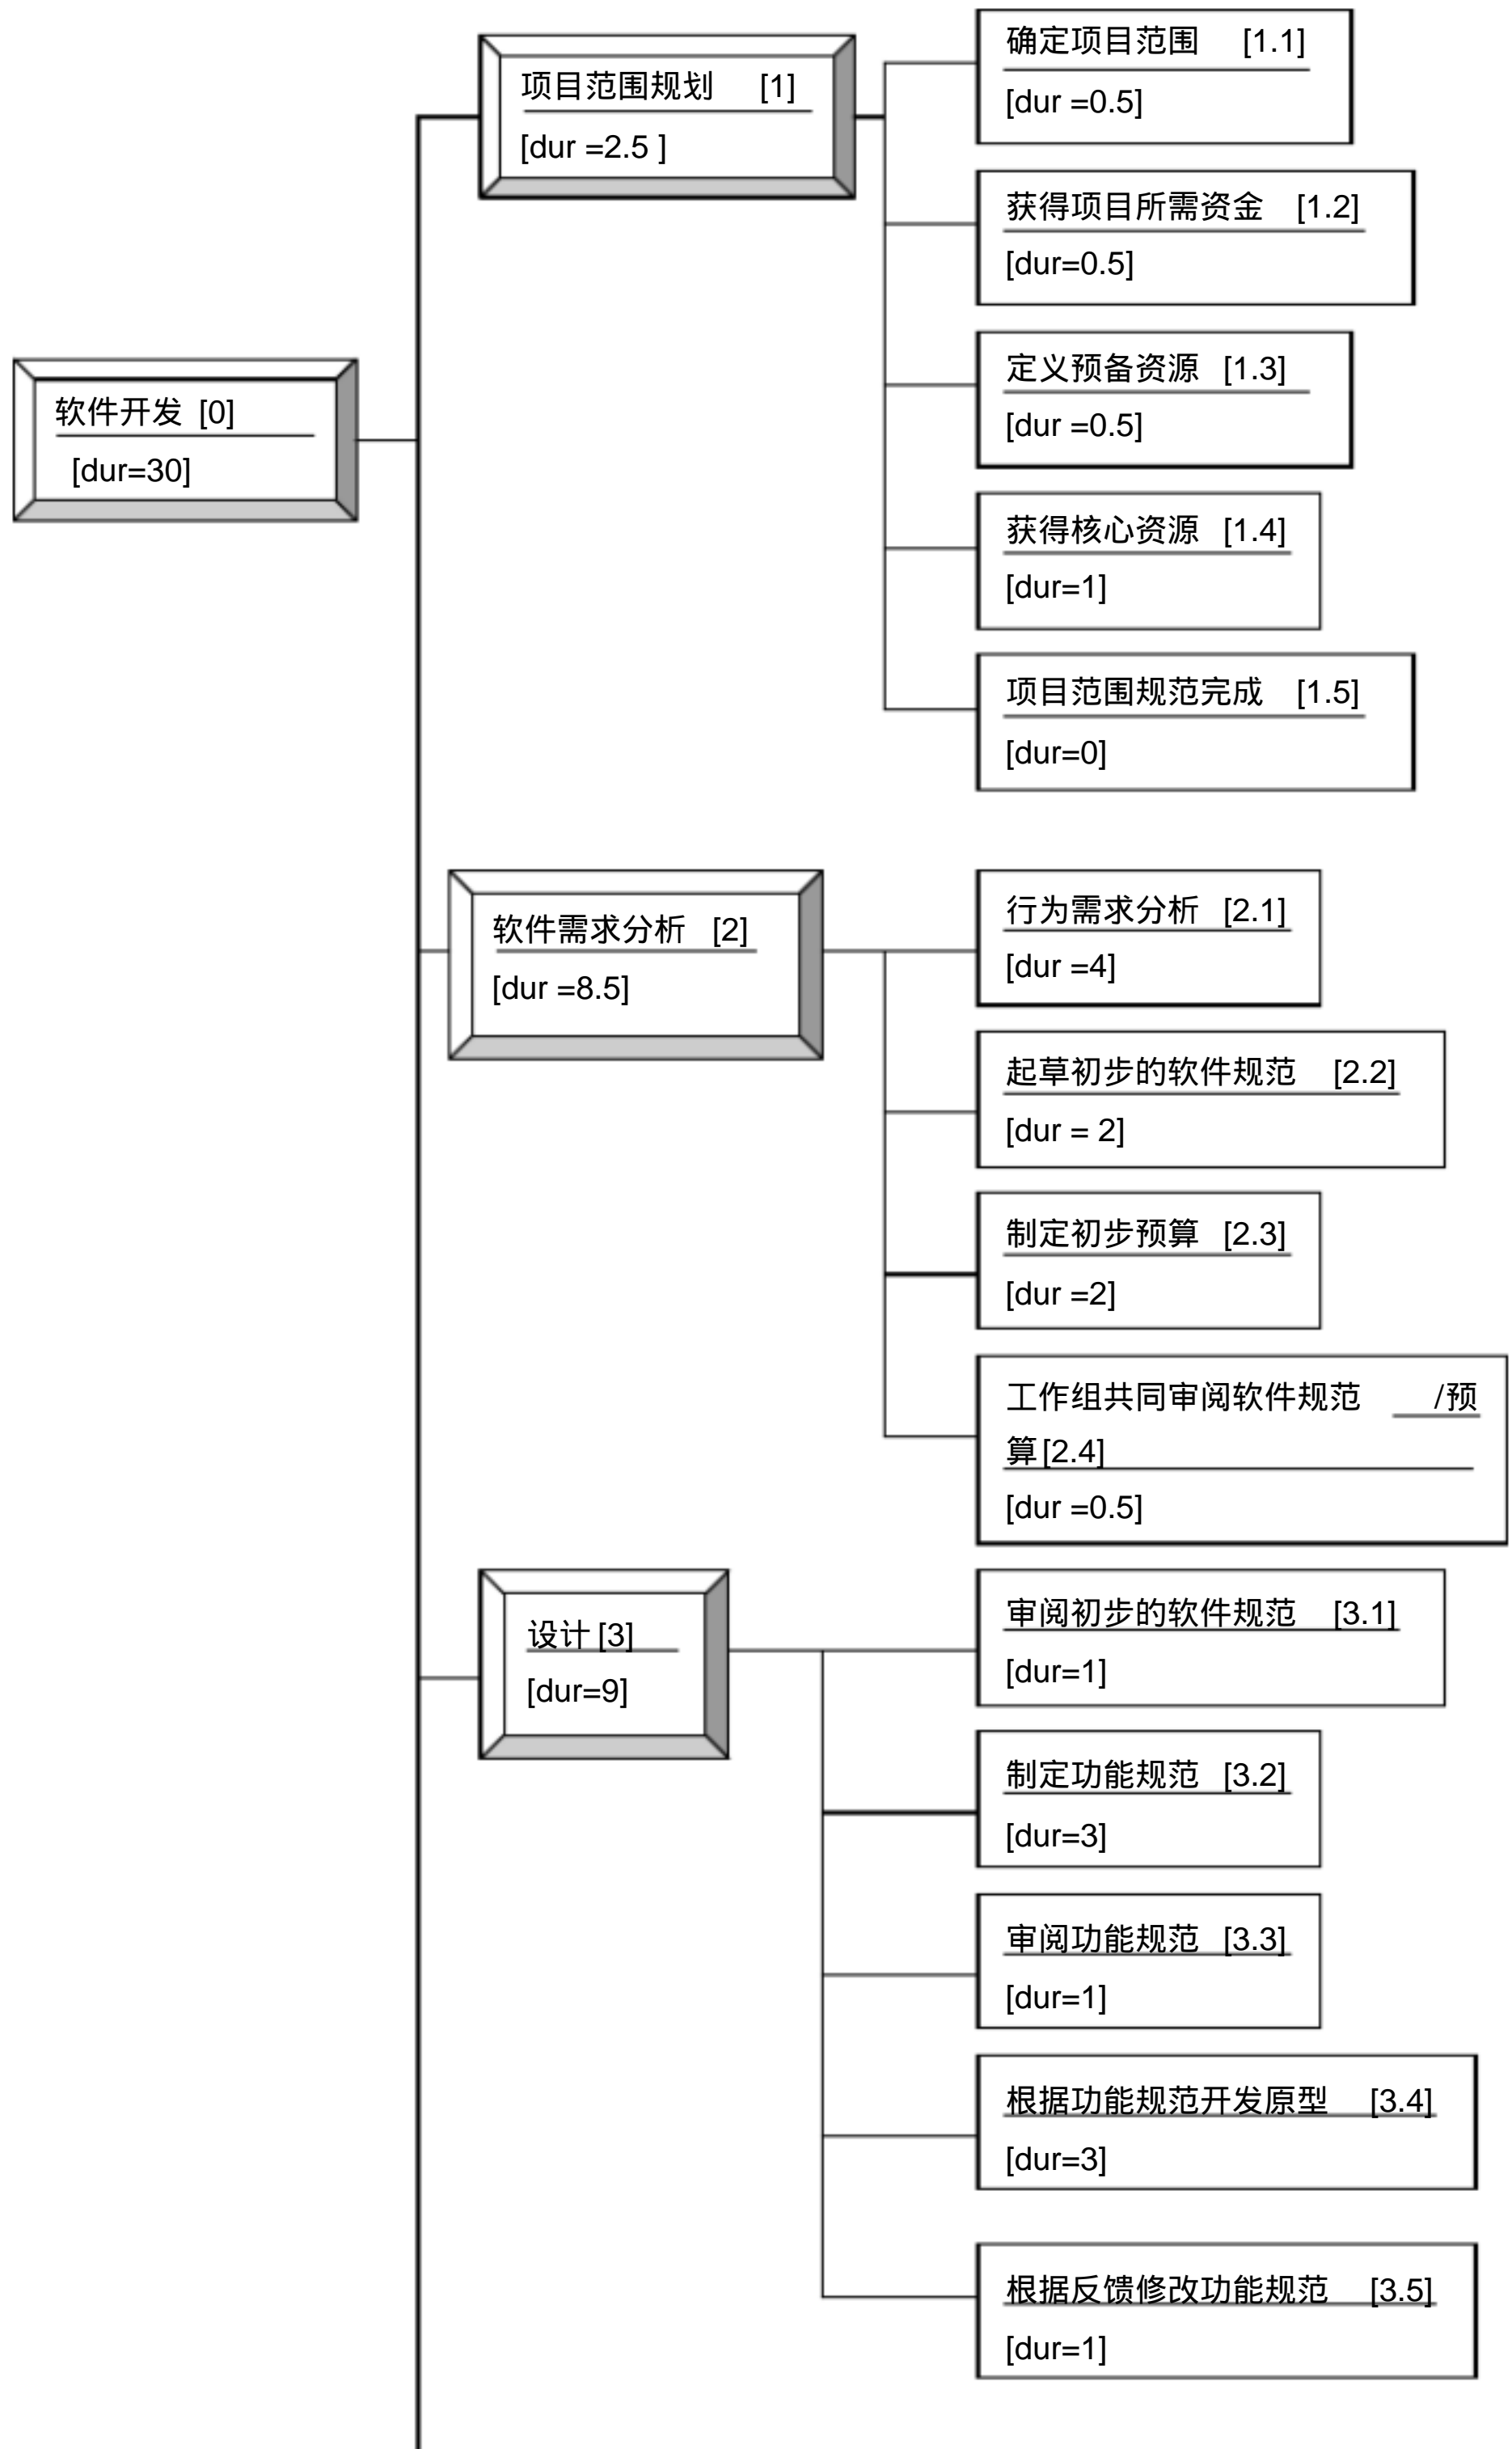 软件开发 [0]
[dur=30]
项目范围规划 [1]
[dur =2.5 ]
确定项目范围 [1.1]
[dur =0.5]
获得项目所需资金 [1.2]
[dur=0.5]
定义预备资源 [1.3]
[dur =0.5]
获得核心资源 [1.4]
[dur=1]
项目范围规范完成 [1.5]
[dur=0]
软件需求分析 [2]
[dur =8.5]
行为需求分析 [2.1]
[dur =4]
起草初步的软件规范 [2.2]
[dur = 2]
制定初步预算 [2.3]
[dur =2]
工作组共同审阅软件规范 /预
算[2.4]
[dur =0.5]
设计[3]
[dur=9]
审阅初步的软件规范 [3.1]
[dur=1]
制定功能规范 [3.2]
[dur=3]
审阅功能规范 [3.3]
[dur=1]
根据功能规范开发原型 [3.4]
[dur=3]
根据反馈修改功能规范 [3.5]
[dur=1]